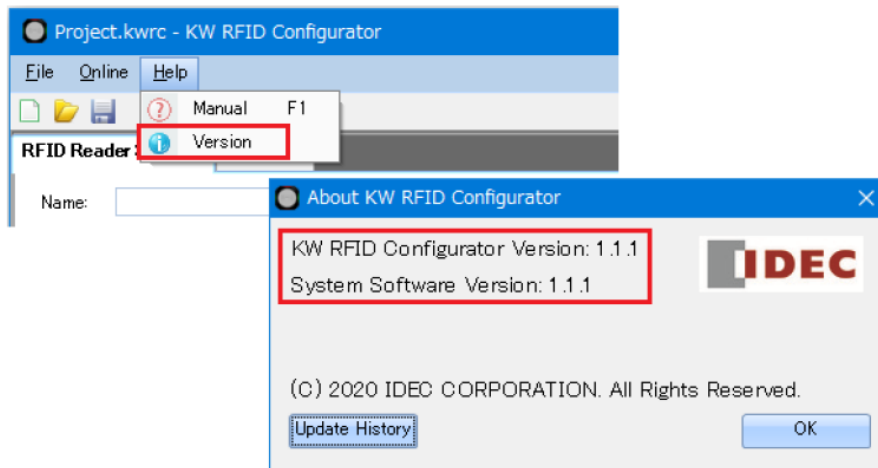 Project.kwrc - KW RFID Configurator
File Online Help
Manual F1
Version
RFID Reader
Name:
About KW RFID Configurator
KW RFID Configurator Version: 1.1.1
System Software Version: 1.1.1
IDEC
(C) 2020 IDEC CORPORATION. All Rights Reserved.
Update History OK